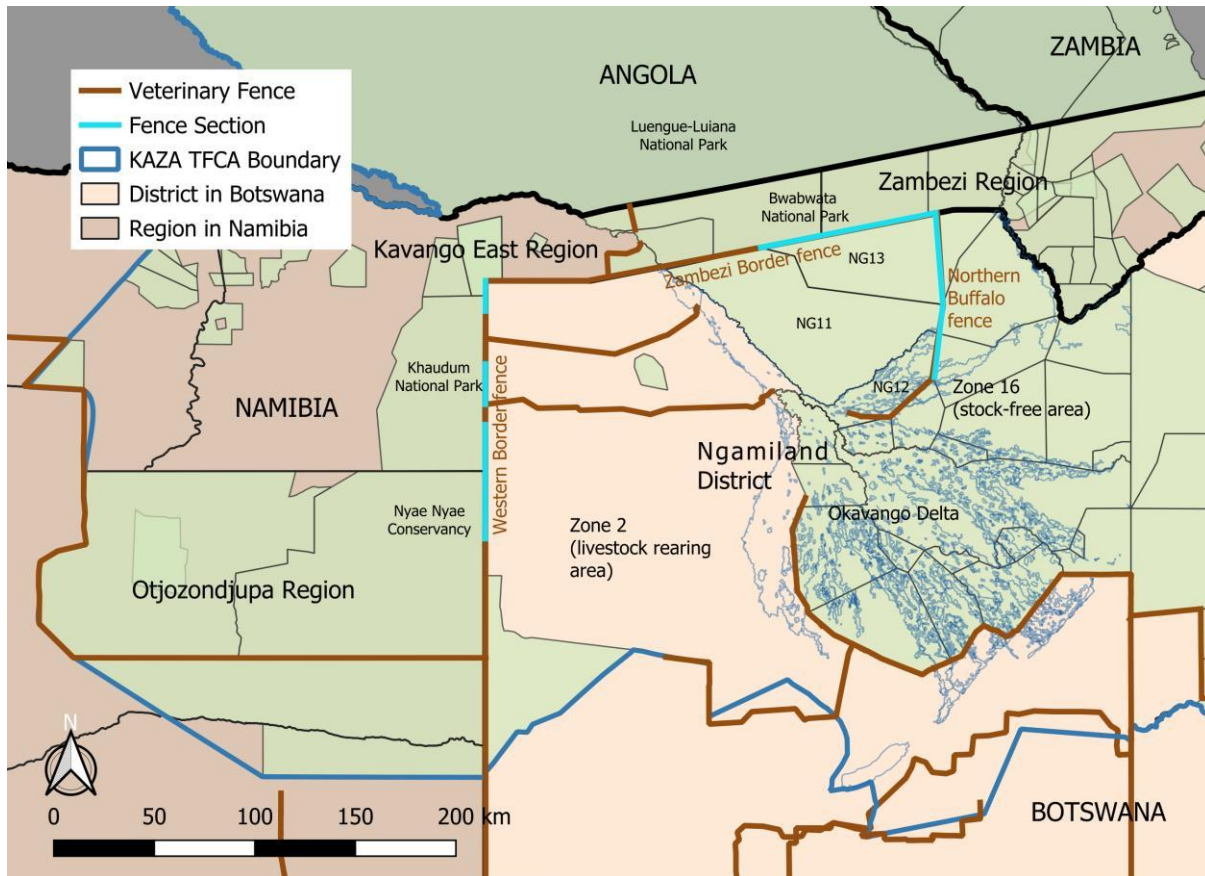 ZAMBIA
ANGOLA
Veterinary Fence
Fence Section
KAZA TFCA Boundary
District in Botswana
Region in Namibia
Luengue-Luiana
National Park
Zambezi Region
Bwabwata
National Park
Kavango East Region
Zambezi Border fence
NG13
Northern
Buffalo
fence
NG11
Khaudum
National Park
Western Border fence
NG12
Zone 16
(stock-free area)
NAMIBIA
Ngamiland
District
Nyae Nyae
Conservancy
Zone 2
(livestock rearing
area)
Okavango Delta
Otjozondjupa Region
N
0 50 100 150 200 km
BOTSWANA